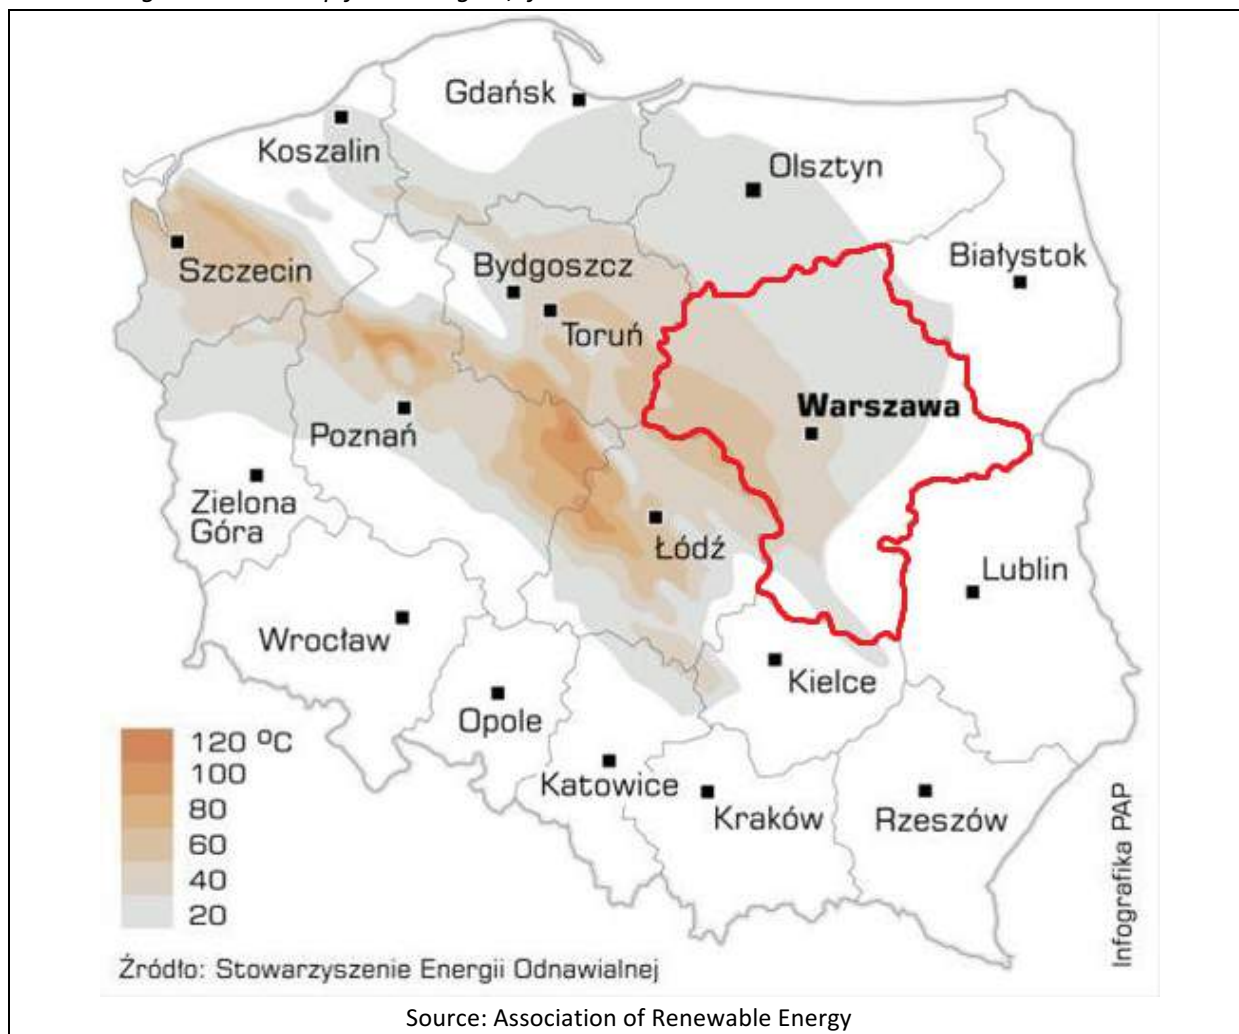 Gdańsk
Koszalin
Olsztyn
Białystok
Szczecin
Bydgoszcz
Toruń
Warszawa
Poznań
Zielona
Góra
Łódź
Lublin
Wrocław
Kielce
Opole
Katowice
Kraków
Rzeszów
120 ºC
100
80
60
40
20
Infografika PAP
Źródło: Stowarzyszenie Energii Odnawialnej
Source: Association of Renewable Energy